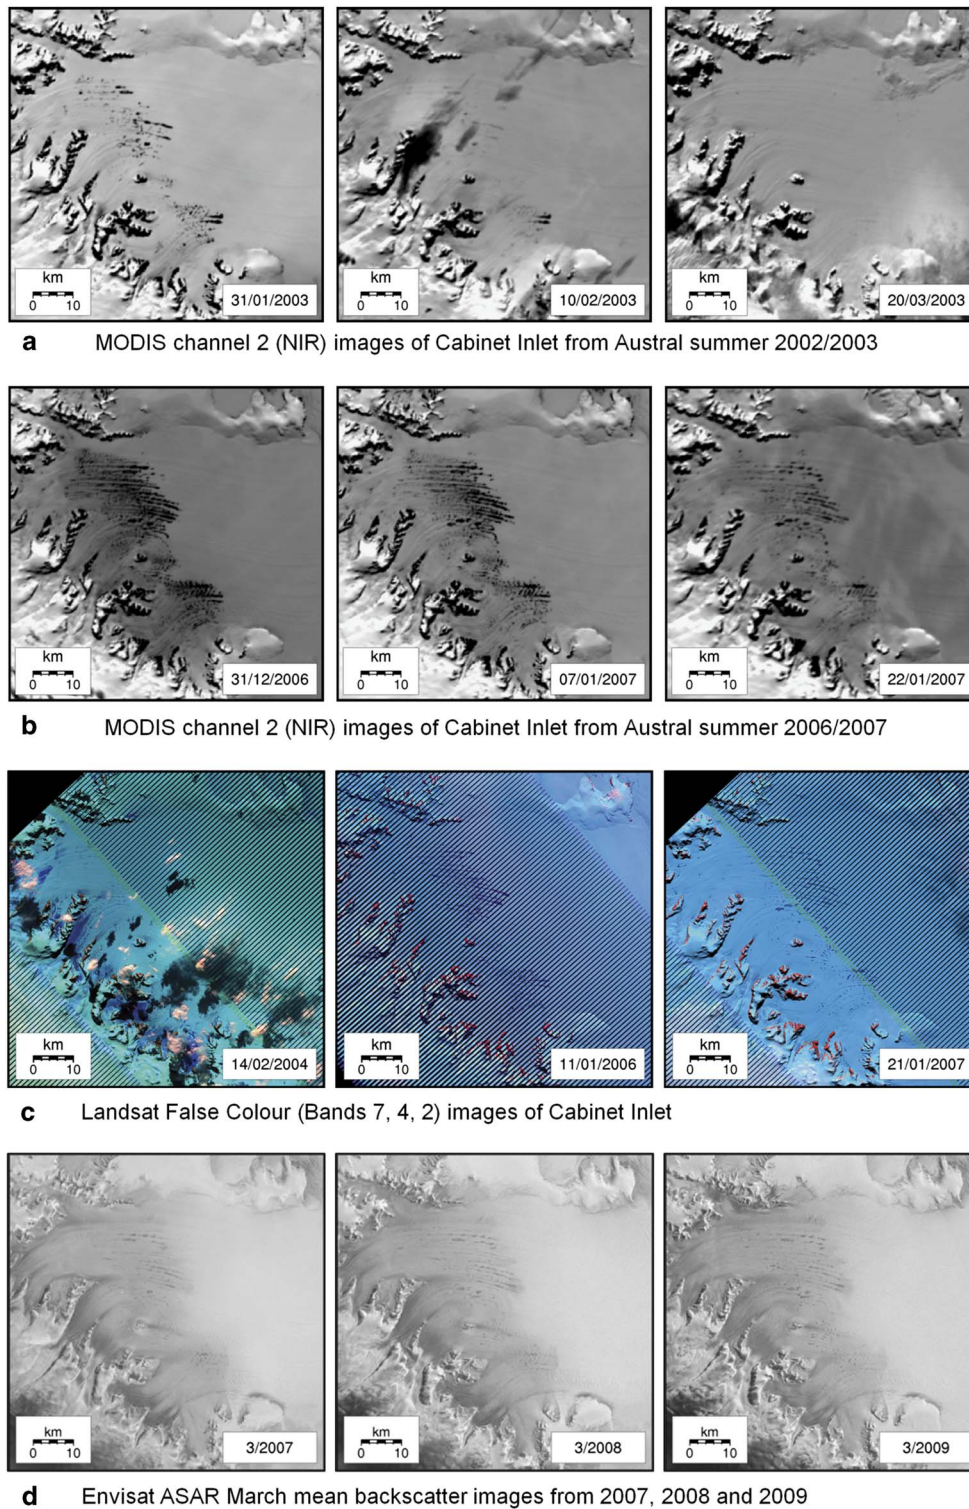 km
0 10
31/01/2003
km
0 10
10/02/2003
km
0 10
20/03/2003
a MODIS channel 2 (NIR) images of Cabinet Inlet from Austral summer 2002/2003
km
0 10
31/12/2006
km
0 10
07/01/2007
km
0 10
22/01/2007
b MODIS channel 2 (NIR) images of Cabinet Inlet from Austral summer 2006/2007
km
0 10
14/02/2004
km
0 10
11/01/2006
km
0 10
21/01/2007
c Landsat False Colour (Bands 7, 4, 2) images of Cabinet Inlet
km
0 10
3/2007
km
0 10
3/2008
km
0 10
3/2009
d Envisat ASAR March mean backscatter images from 2007, 2008 and 2009